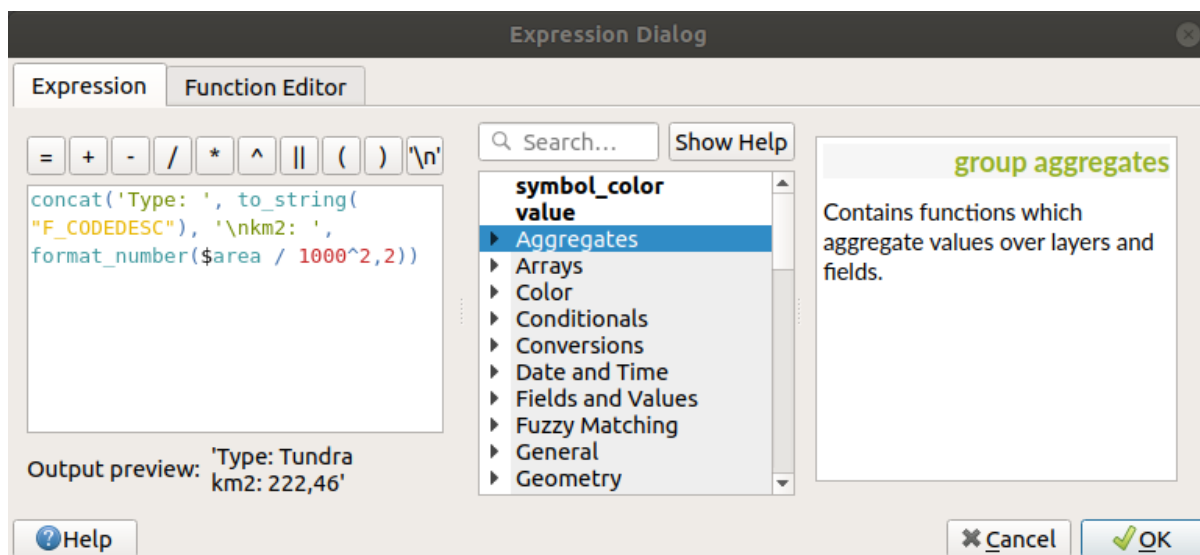 Expression Dialog
Expression
Function Editor
= + - / * ^ || ( ) '\n'
concat('Type: ', to_string(
"F_CODEDESC"), '\nkm2: ',
format_number($area / 1000^2,2))
Output preview: 'Type: Tundra
km2: 222,46'
Search...
Show Help
symbol_color
value
Aggregates
Arrays
Color
Conditionals
Conversions
Date and Time
Fields and Values
Fuzzy Matching
General
Geometry
group aggregates
Contains functions which
aggregate values over layers and
fields.
Help
Cancel
OK